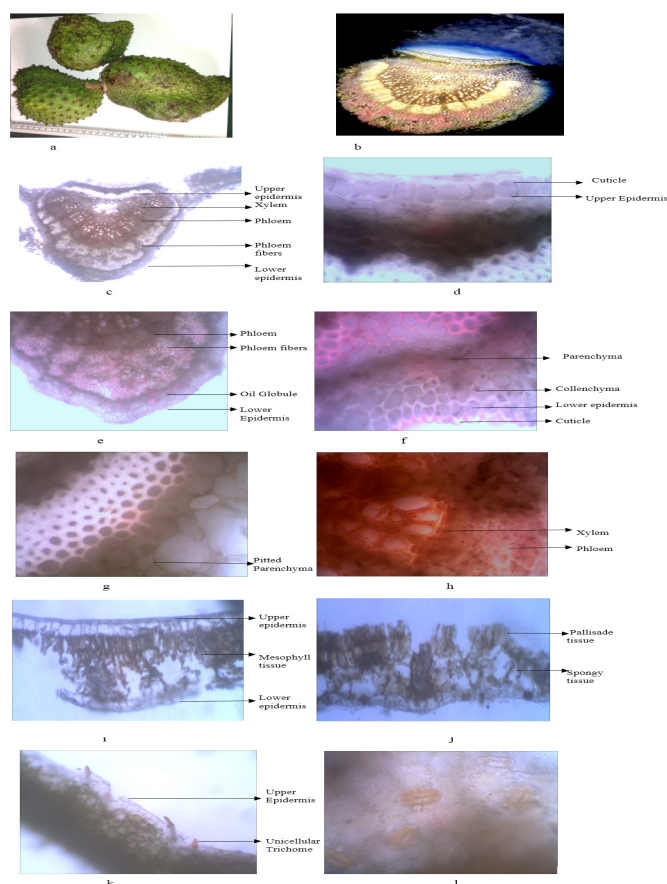 a
b
Upper
epidermis
Xylem
Phloem
Phloem
fibers
Lower
epidermis
c
Cuticle
Upper Epidermis
d
Phloem
Phloem fibers
Oil Globule
Lower
Epidermis
e
Parenchyma
Collenchyma
Lower epidermis
Cuticle
f
Pitted
Parenchyma
g
Xylem
Phloem
h
Upper
epidermis
Mesophyll
tissue
Lower
epidermis
i
Pallisade
tissue
Spongy
tissue
j
Upper
Epidermis
Unicellular
Trichome
k
l